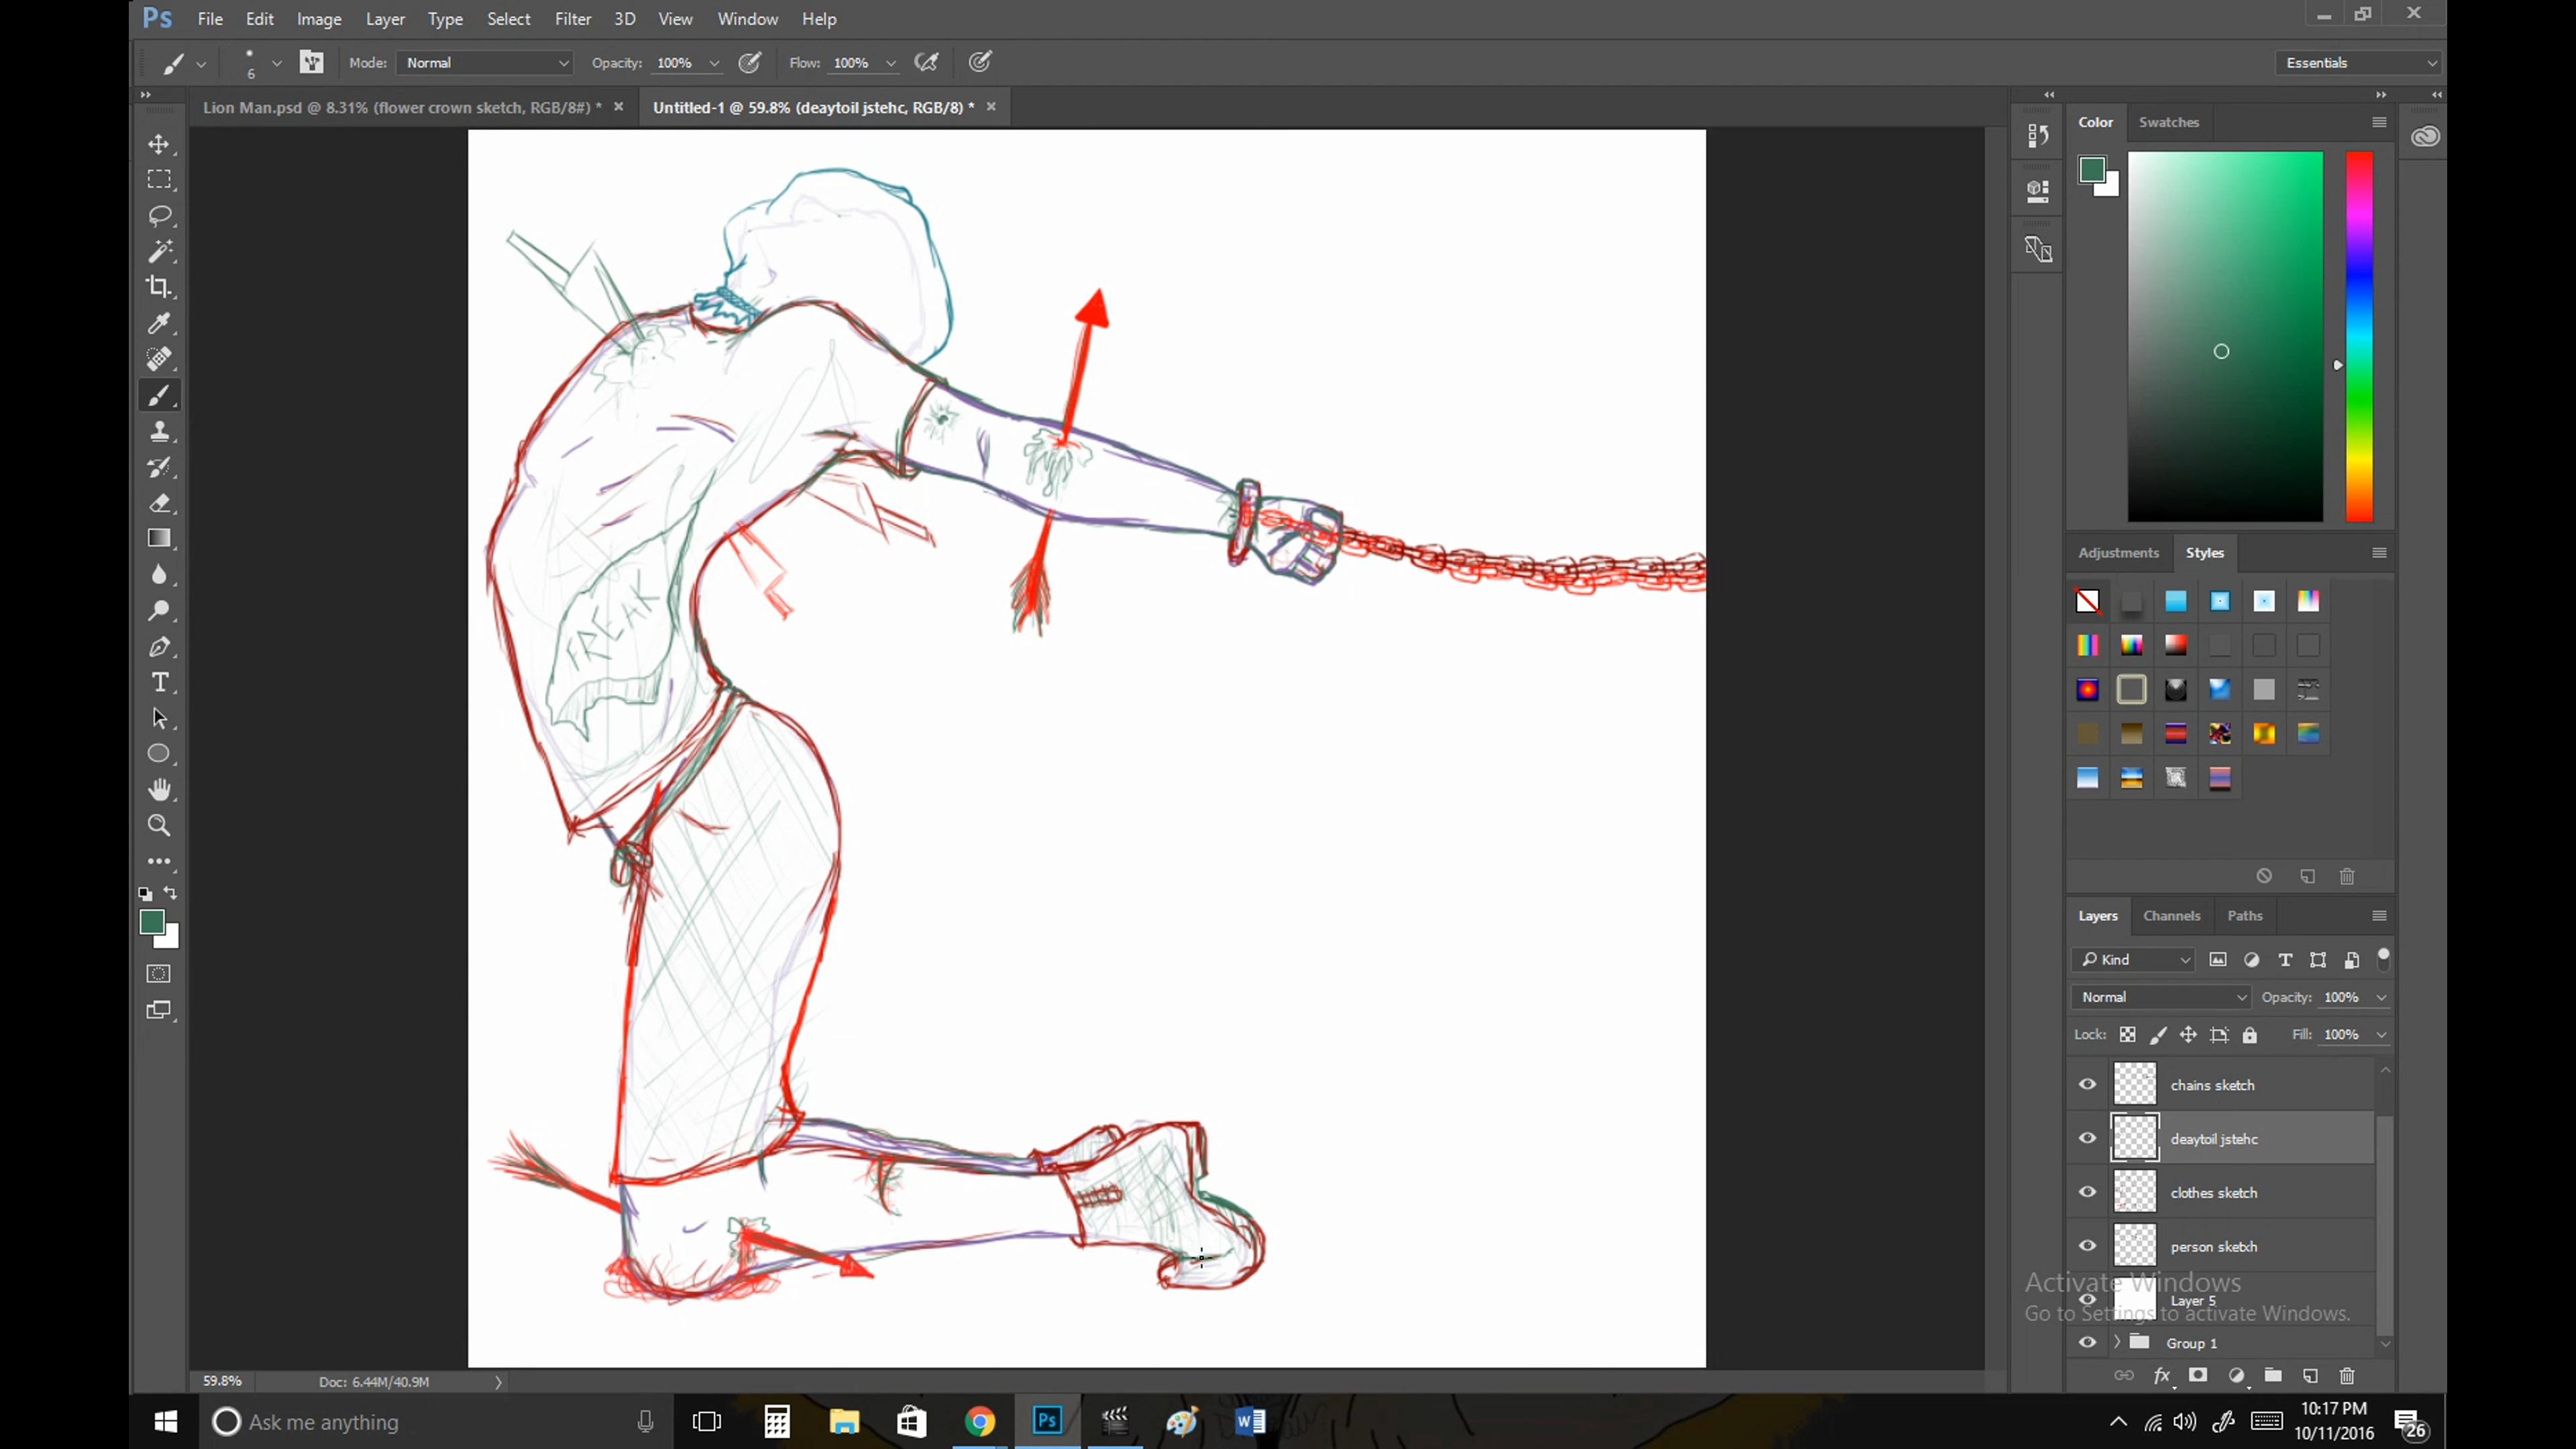 Ps File Edit Image Layer Type Select Filter 3D View Window Help
6 Mode: Normal Opacity: 100% Flow: 100% Essentials
Lion Man.psd @ 8.31% (flower crown sketch, RGB/8#) * × Untitled-1 @ 59.8% (deaytoil jstehc, RGB/8) * ×
Color Swatches
FREAK
Adjustments Styles
Layers Channels Paths
Kind
Normal Opacity: 100%
Lock: Fill: 100%
chains sketch
deaytoil jstehc
clothes sketch
person sketxh
Layer 5
Group 1
Activate Windows
Go to Settings to activate Windows.
59.8% Doc: 6.44M/40.9M
Ask me anything
Ps
10:17 PM
10/11/2016
26